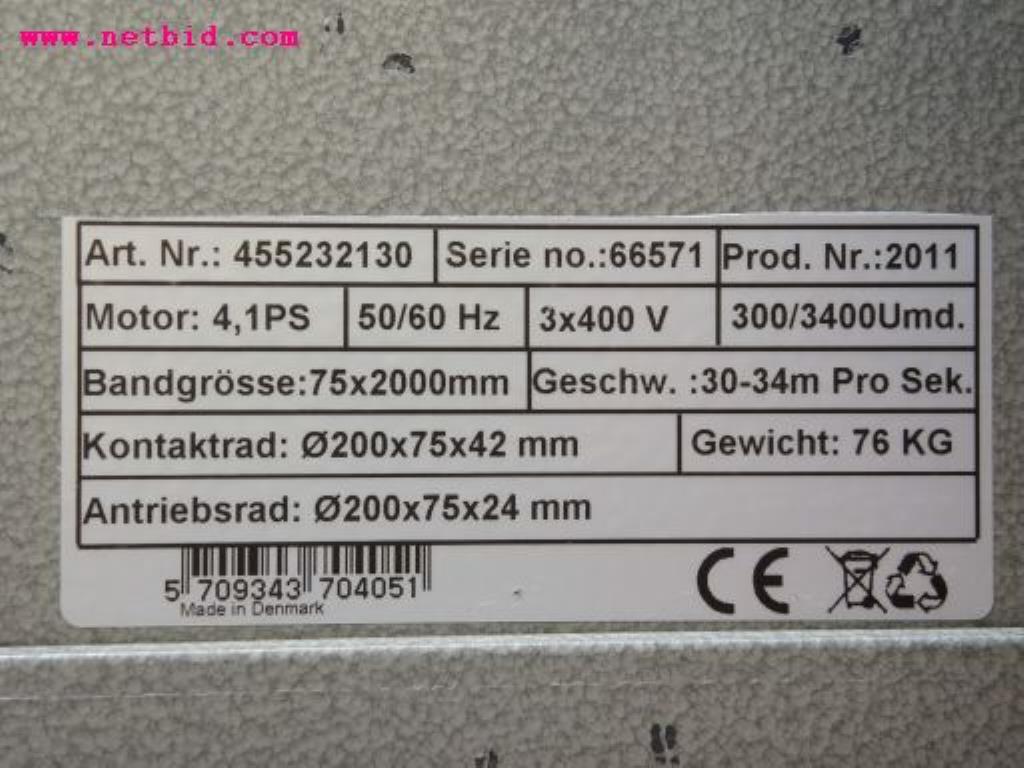 www.netbid.com
Art. Nr.: 455232130 Serie no.:66571 Prod. Nr.:2011
Motor: 4,1PS 50/60 Hz 3x400 V 300/3400Umd.
Bandgrösse:75x2000mm Geschw. :30-34m Pro Sek.
Kontaktrad: Ø200x75x42 mm Gewicht: 76 KG
Antriebsrad: Ø200x75x24 mm
5 709343 704051
Made in Denmark
CE